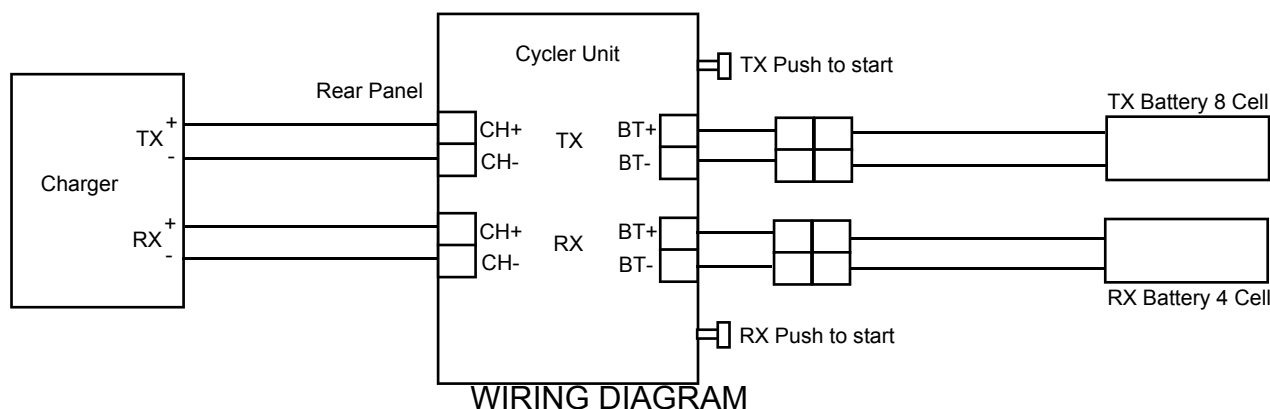 Cycler Unit
TX Push to start
Rear Panel
TX Battery 8 Cell
TX
+
-
CH+
CH-
TX
BT+
BT-
Charger
RX
+
-
CH+
CH-
RX
BT+
BT-
RX Battery 4 Cell
RX Push to start
WIRING DIAGRAM